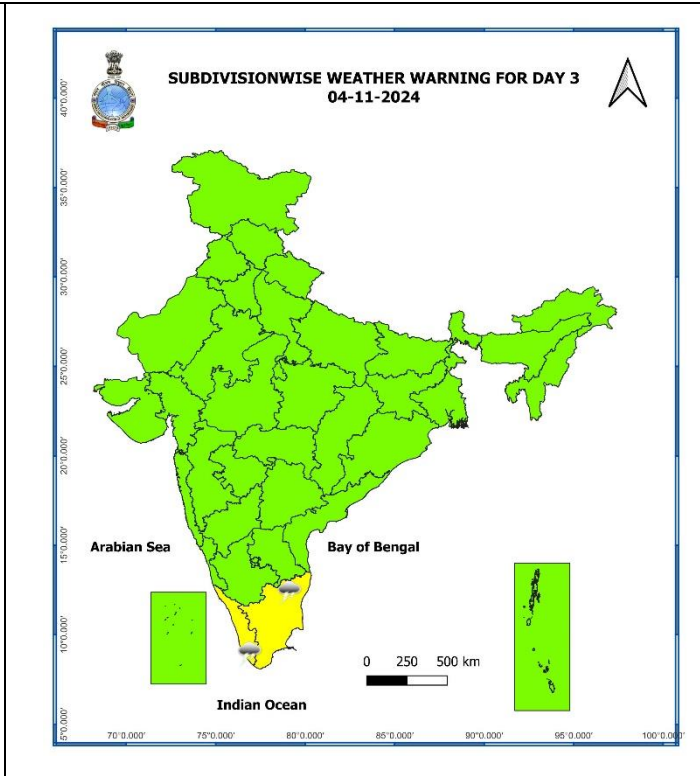 SUBDIVISIONWISE WEATHER WARNING FOR DAY 3
04-11-2024
40°0.000'
35°0.000'
30°0.000'
25°0.000'
20°0.000'
15°0.000'
10°0.000'
5°0.000'
Arabian Sea
Bay of Bengal
0 250 500 km
Indian Ocean
70°0.000' 75°0.000' 80°0.000' 85°0.000' 90°0.000' 95°0.000' 100°0.000'